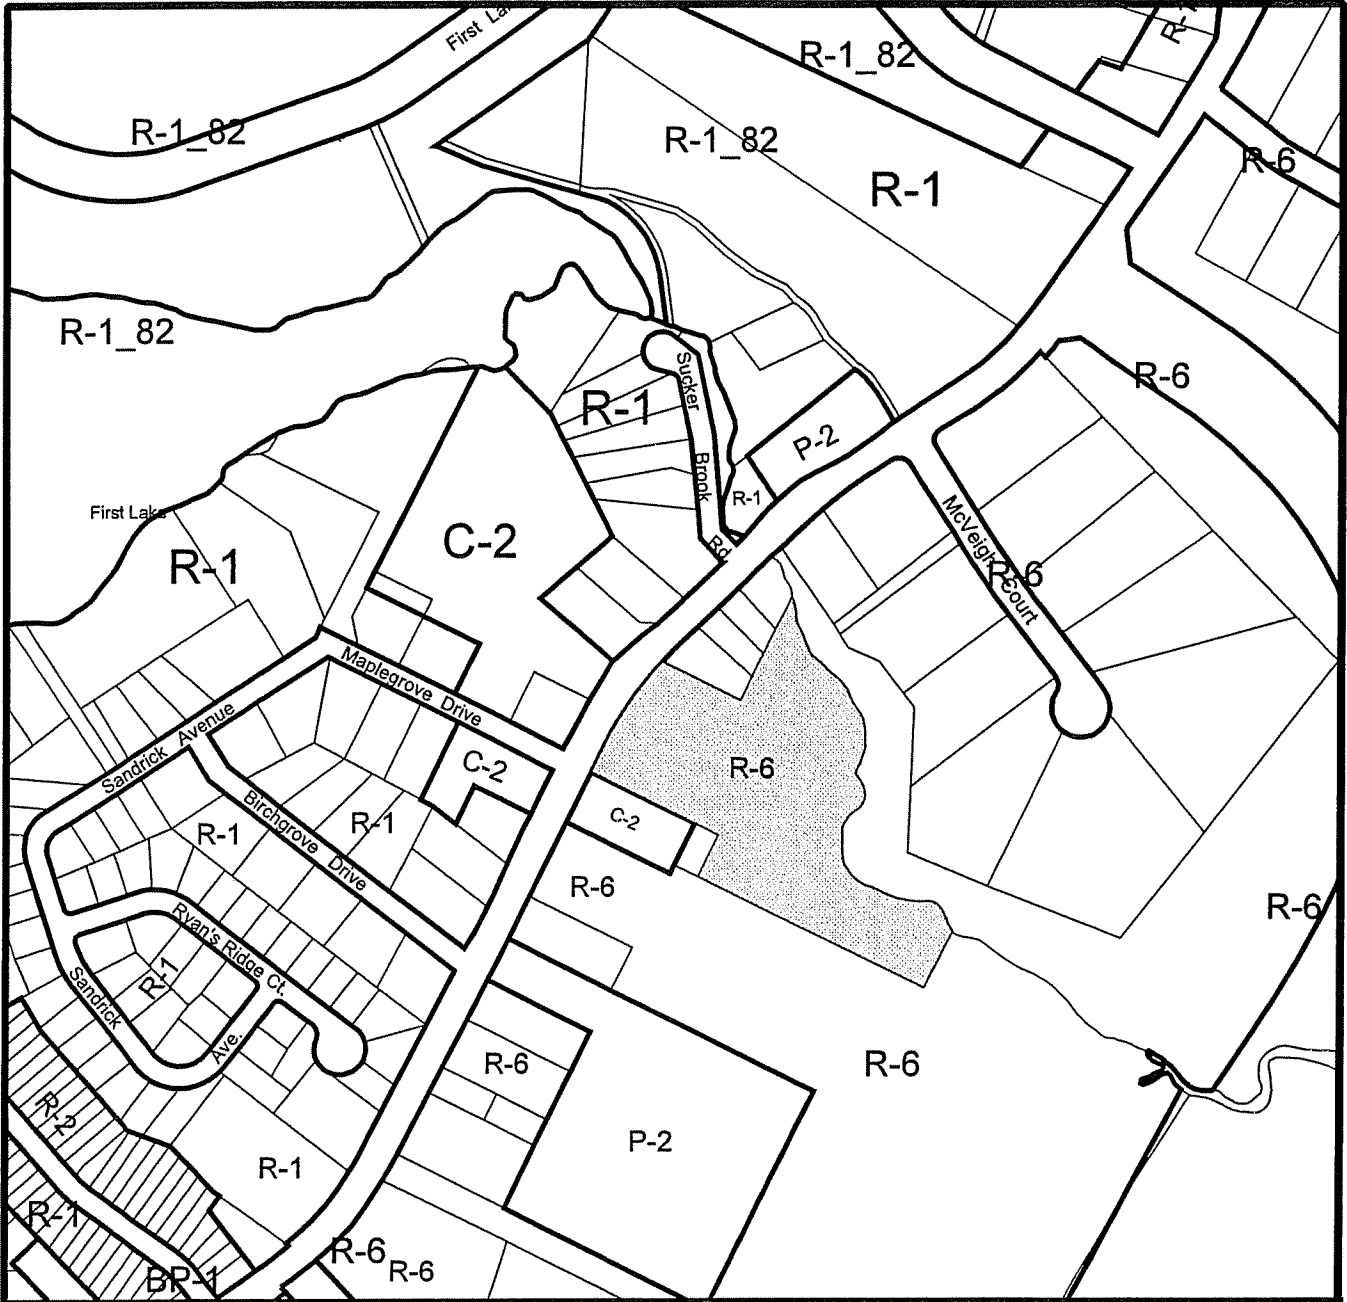 First
R-1
R-1_82
R-1_82
R-1_82
R-6
R-1
R-1_82
Sucker
R-6
R-1
P-2
Brook
R-1
First Lake
C-2
McVeigh Court
R-6
R-1
Rd
Maplegrove Drive
Sandrick Avenue
C-2
R-6
Birchgrove Drive
C-2
R-1
R-1
R-6
R-6
Ryan's Ridge Ct.
R-1
Sandrick
Ave.
R-6
R-6
R-2
P-2
R-1
R-1
R-6
R-6
BP-1